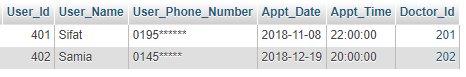 User_Id User_Name User_Phone_Number Appt_Date Appt_Time Doctor_Id
401 Sifat 0195****** 2018-11-08 22:00:00 201
402 Samia 0145****** 2018-12-19 20:00:00 202